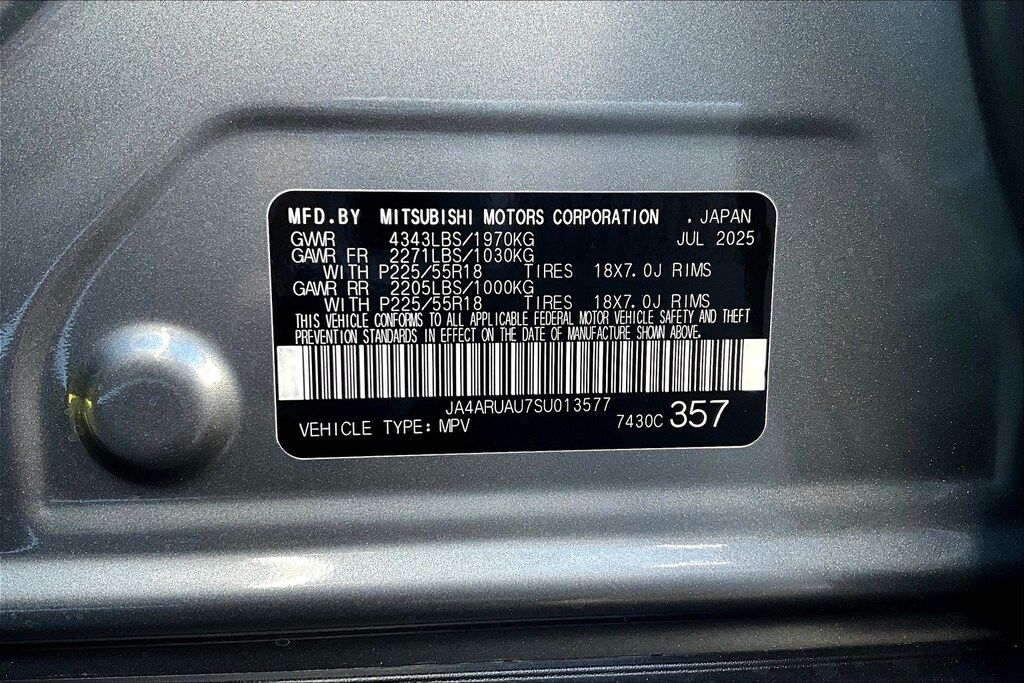 MFD.BY MITSUBISHI MOTORS CORPORATION . JAPAN
GVWR 4343LBS/1970KG JUL 2025
GAWR FR 2271LBS/1030KG
WITH P225/55R18 TIRES 18X7.0J RIMS
GAWR RR 2205LBS/1000KG
WITH P225/55R18 TIRES 18X7.0J RIMS
THIS VEHICLE CONFORMS TO ALL APPLICABLE FEDERAL MOTOR VEHICLE SAFETY AND THEFT
PREVENTION STANDARDS IN EFFECT ON THE DATE OF MANUFACTURE SHOWN ABOVE.
JA4ARUAU7SU013577
VEHICLE TYPE: MPV 7430C 357